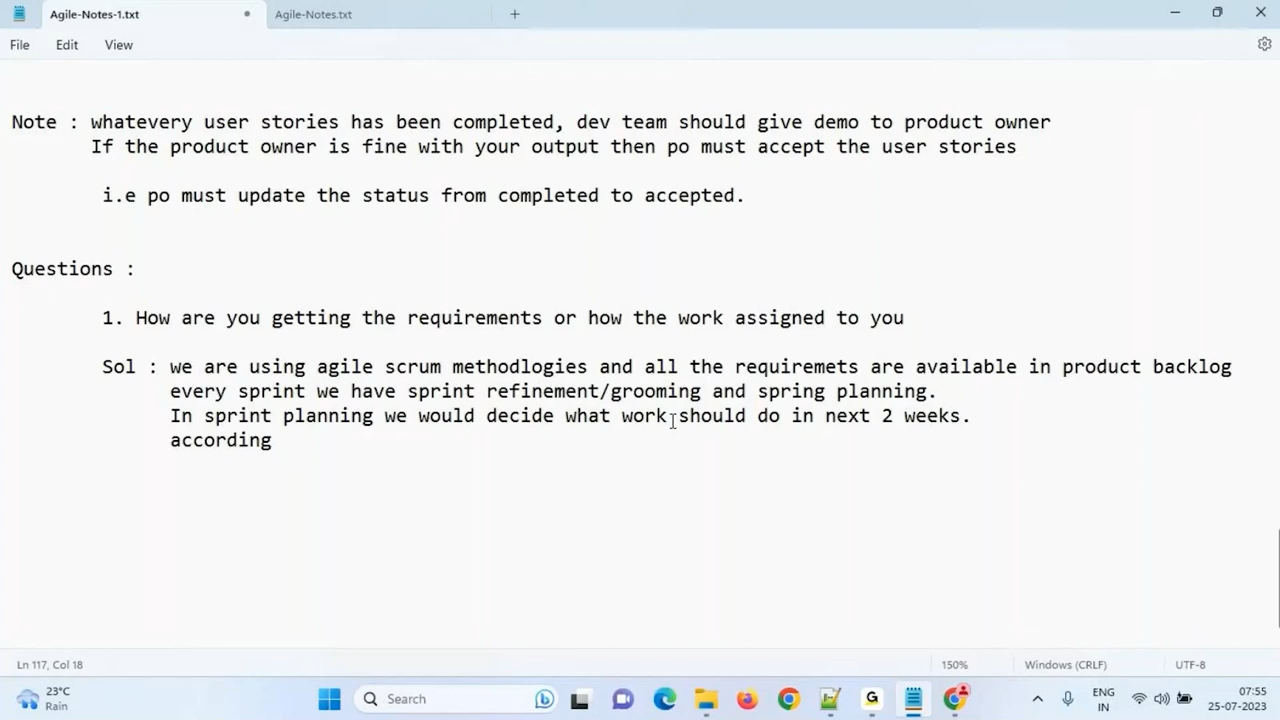 Agile-Notes-1.txt
Agile-Notes.txt
File Edit View
Note : whatevery user stories has been completed, dev team should give demo to product owner
If the product owner is fine with your output then po must accept the user stories
i.e po must update the status from completed to accepted.
Questions :
1. How are you getting the requirements or how the work assigned to you
Sol : we are using agile scrum methodlogies and all the requiremets are available in product backlog
every sprint we have sprint refinement/grooming and spring planning.
In sprint planning we would decide what work should do in next 2 weeks.
according
Ln 117, Col 18
150%
Windows (CRLF)
UTF-8
23°C
Rain
Search
G
ENG
IN
07:55
25-07-2023